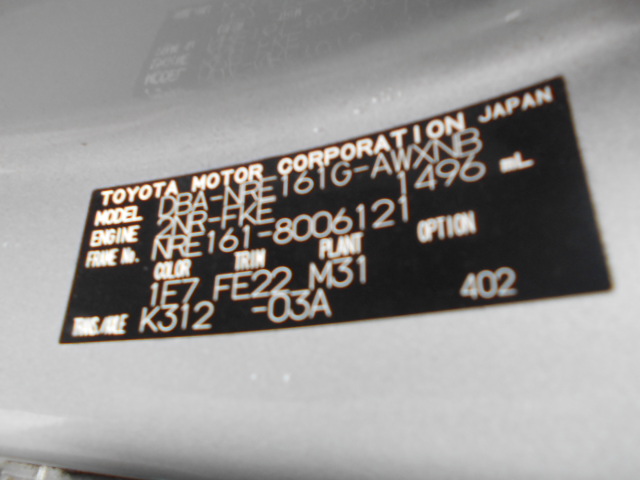 TOYOTA MOTOR CORPORATION JAPAN
MODEL DBA-NRE161G-AWXNB
ENGINE 2NR-FKE 1496 mL
FRAME No. NRE161-8006121
COLOR TRIM PLANT OPTION
1F7 FE22 M31
TRANS./AXLE K312 -03A 402